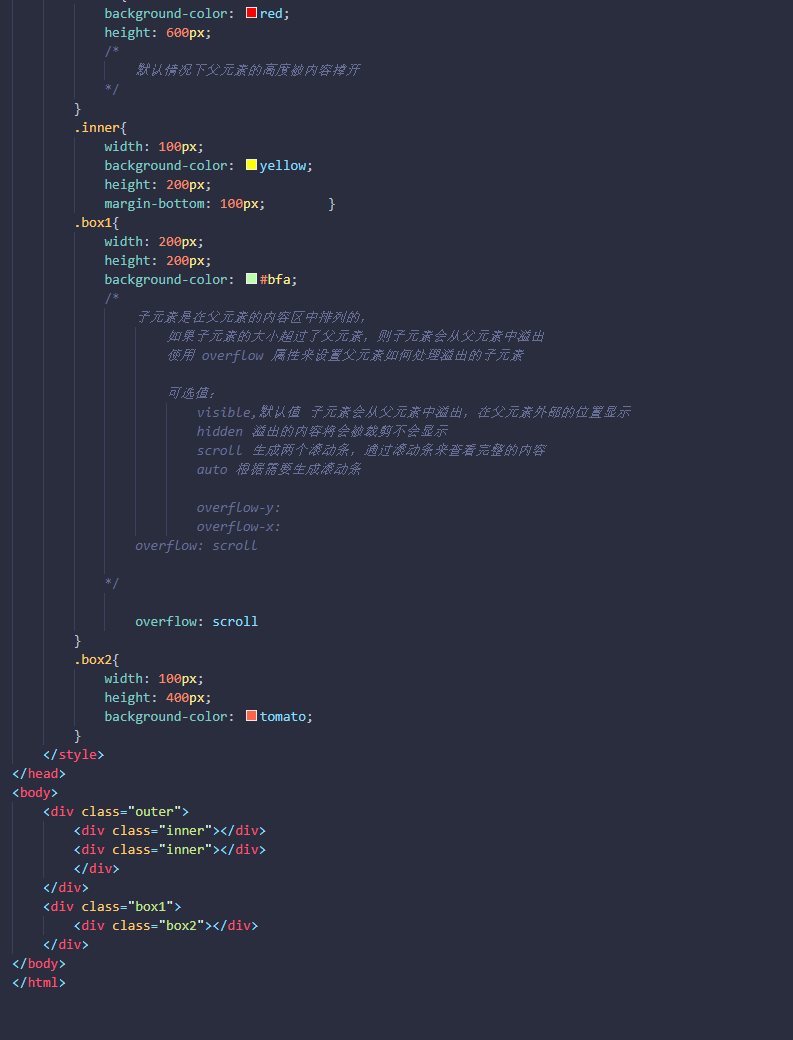 background-color: red;
height: 600px;
/*
默认情况下父元素的高度被内容撑开
*/
}
.inner{
width: 100px;
background-color: yellow;
height: 200px;
margin-bottom: 100px; }
.box1{
width: 200px;
height: 200px;
background-color: #bfa;
/*
子元素是在父元素的内容区中排列的,
如果子元素的大小超过了父元素，则子元素会从父元素中溢出
使用 overflow 属性来设置父元素如何处理溢出的子元素
可选值：
visible,默认值 子元素会从父元素中溢出，在父元素外部的位置显示
hidden 溢出的内容将会被裁剪不会显示
scroll 生成两个滚动条，通过滚动条来查看完整的内容
auto 根据需要生成滚动条
overflow-y:
overflow-x:
overflow: scroll
*/
overflow: scroll
}
.box2{
width: 100px;
height: 400px;
background-color: tomato;
}
</style>
</head>
<body>
<div class="outer">
<div class="inner"></div>
<div class="inner"></div>
</div>
</div>
<div class="box1">
<div class="box2"></div>
</div>
</body>
</html>